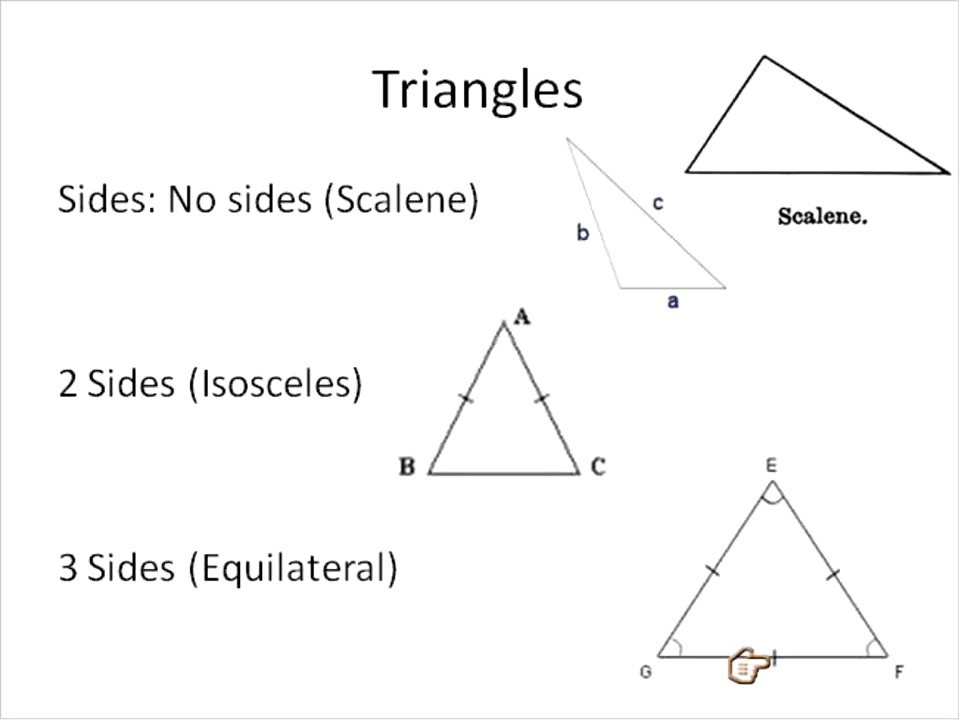 Triangles
Sides: No sides (Scalene)
c
b
Scalene.
a
A
2 Sides (Isosceles)
B
C
E
3 Sides (Equilateral)
G
F